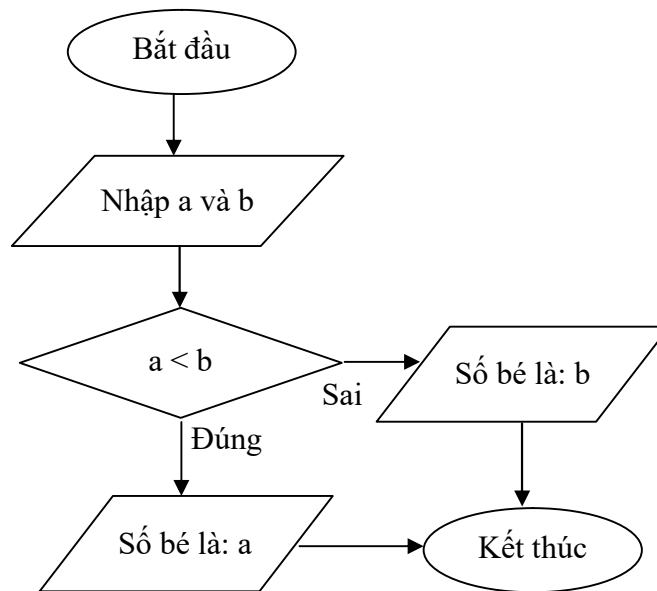 Bắt đầu
Nhập a và b
a < b
Sai
Số bé là: b
Đúng
Số bé là: a
Kết thúc